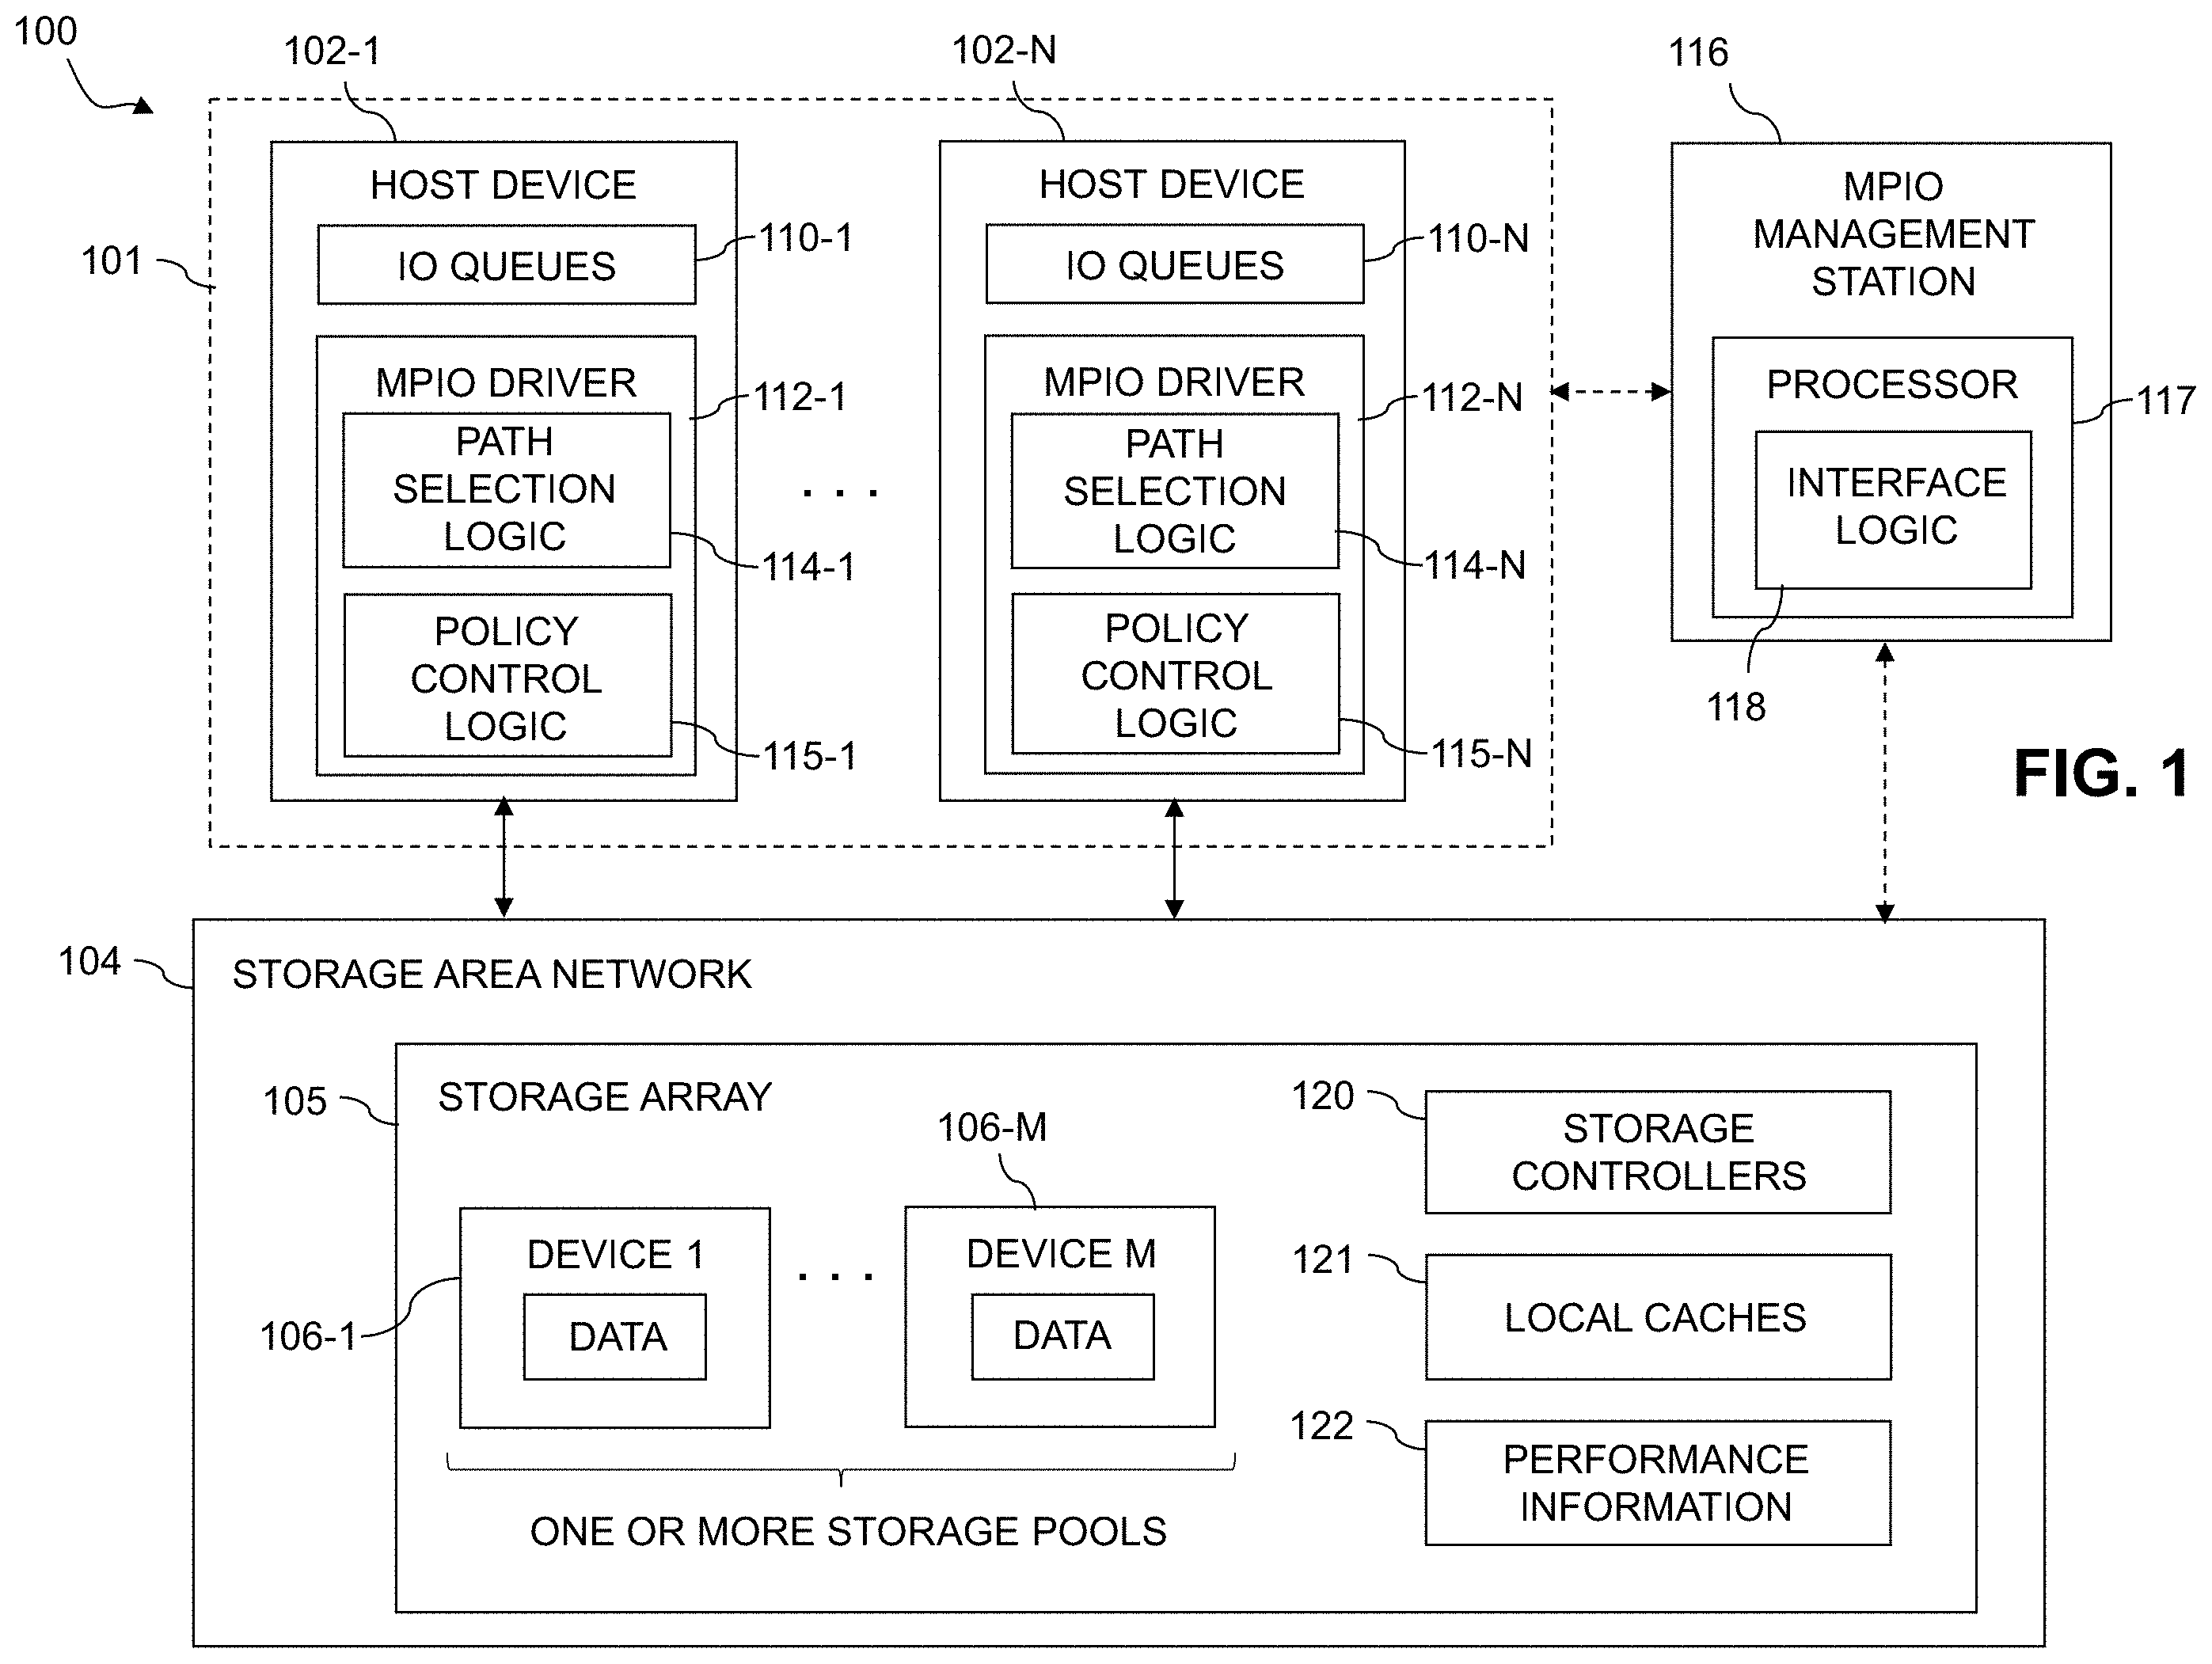 100
102-1
102-N
116
101
HOST DEVICE
IO QUEUES
110-1
MPIO DRIVER
112-1
PATH
SELECTION
LOGIC
114-1
POLICY
CONTROL
LOGIC
115-1
. . .
HOST DEVICE
IO QUEUES
110-N
MPIO DRIVER
112-N
PATH
SELECTION
LOGIC
114-N
POLICY
CONTROL
LOGIC
115-N
MPIO
MANAGEMENT
STATION
PROCESSOR
117
INTERFACE
LOGIC
118
FIG. 1
104
STORAGE AREA NETWORK
105
STORAGE ARRAY
106-M
DEVICE 1
DATA
106-1
. . .
DEVICE M
DATA
ONE OR MORE STORAGE POOLS
120
STORAGE
CONTROLLERS
121
LOCAL CACHES
122
PERFORMANCE
INFORMATION